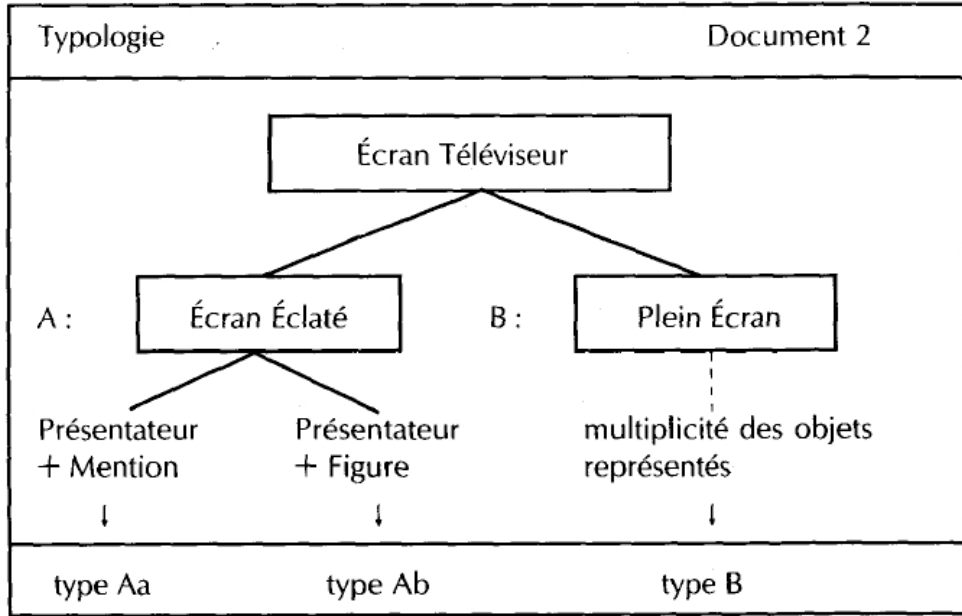 Typologie
Document 2
Écran Téléviseur
A :
Écran Éclaté
B :
Plein Écran
Présentateur
+ Mention
Présentateur
+ Figure
multiplicité des objets
représentés
type Aa
type Ab
type B